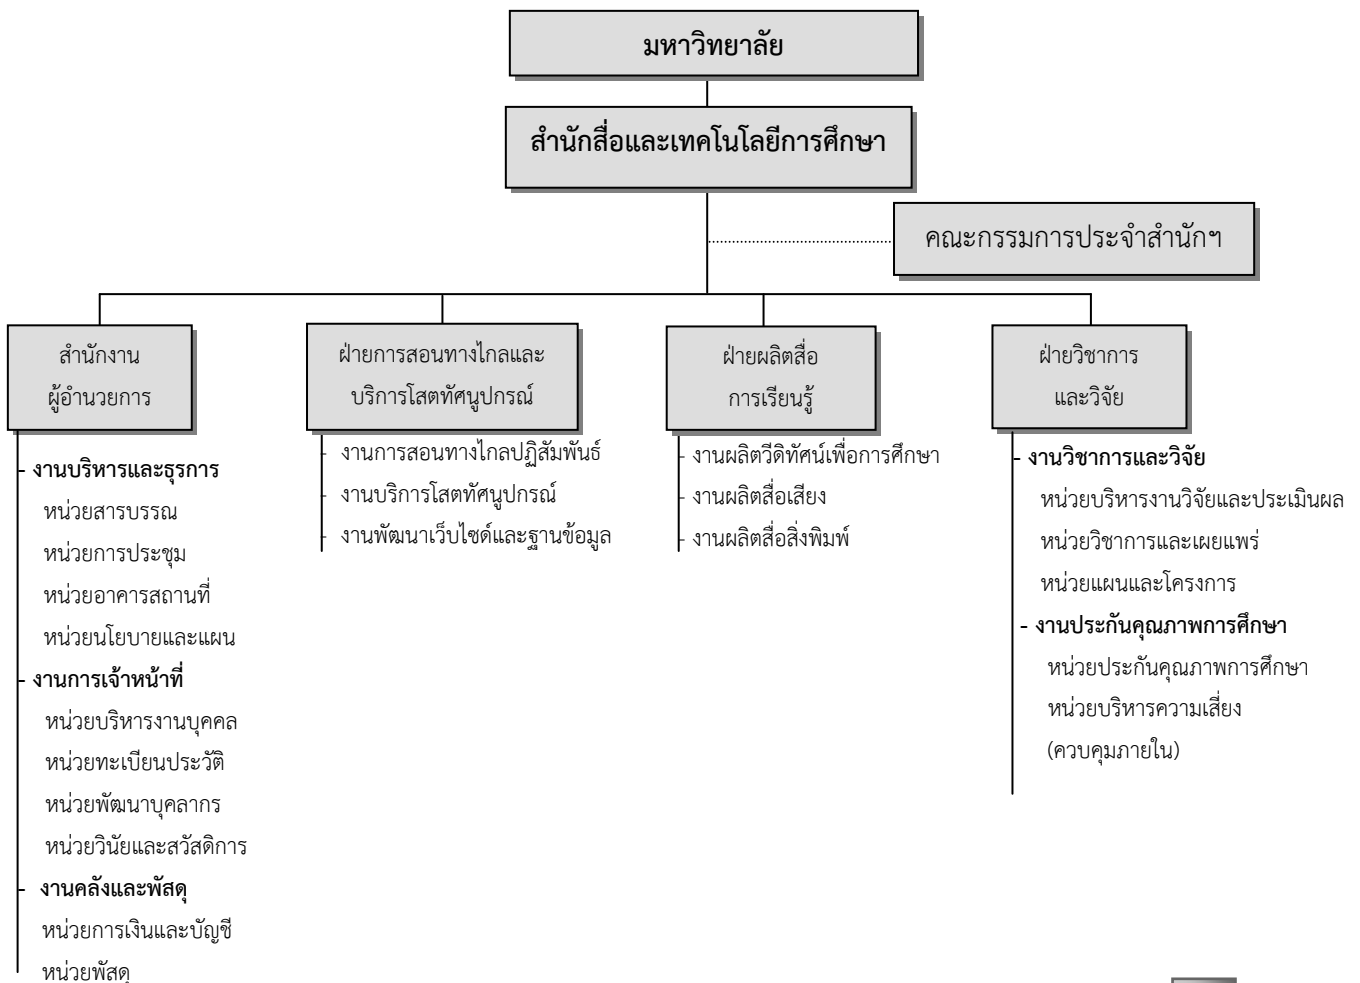 มหาวิทยาลัย
สำนักสื่อและเทคโนโลยีการศึกษา
คณะกรรมการประจำสำนักฯ
สำนักงาน
ผู้อำนวยการ
- งานบริหารและธุรการ
หน่วยสารบรรณ
หน่วยการประชุม
หน่วยอาคารสถานที่
หน่วยนโยบายและแผน
- งานการเจ้าหน้าที่
หน่วยบริหารงานบุคคล
หน่วยทะเบียนประวัติ
หน่วยพัฒนาบุคลากร
หน่วยวินัยและสวัสดิการ
- งานคลังและพัสดุ
หน่วยการเงินและบัญชี
หน่วยพัสดุ
ฝ่ายการสอนทางไกลและ
บริการโสตทัศนูปกรณ์
- งานการสอนทางไกลปฏิสัมพันธ์
- งานบริการโสตทัศนูปกรณ์
- งานพัฒนาเว็บไซด์และฐานข้อมูล
ฝ่ายผลิตสื่อ
การเรียนรู้
- งานผลิตวีดิทัศน์เพื่อการศึกษา
- งานผลิตสื่อเสียง
- งานผลิตสื่อสิ่งพิมพ์
ฝ่ายวิชาการ
และวิจัย
- งานวิชาการและวิจัย
หน่วยบริหารงานวิจัยและประเมินผล
หน่วยวิชาการและเผยแพร่
หน่วยแผนและโครงการ
- งานประกันคุณภาพการศึกษา
หน่วยประกันคุณภาพการศึกษา
หน่วยบริหารความเสี่ยง
(ควบคุมภายใน)